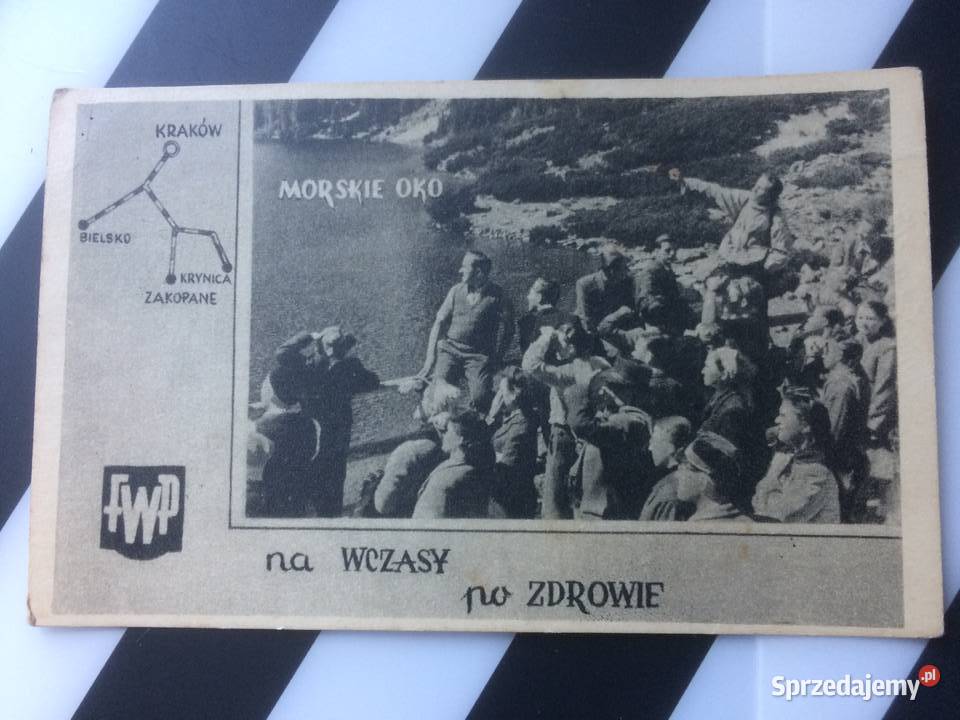 KRAKÓW
BIELSKO
KRYNICA
ZAKOPANE
MORSKIE OKO
FWP
na WCZASY
po ZDROWIE
Sprzedajemy.pl